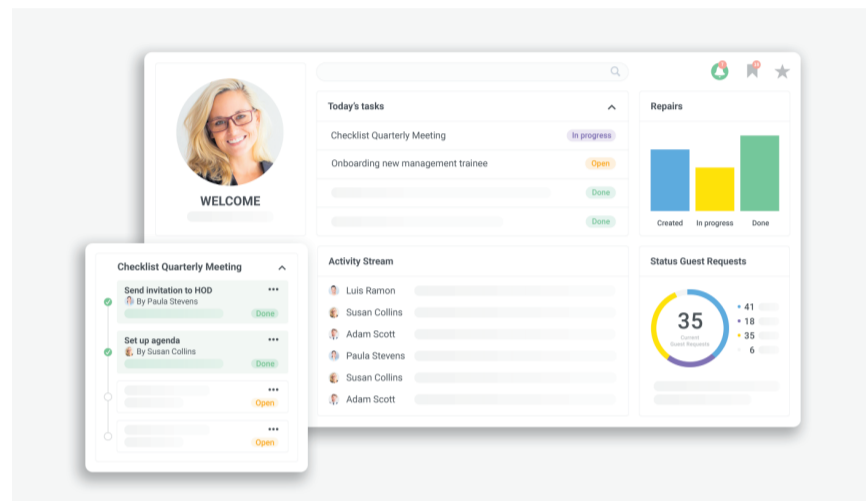 WELCOME
Today's tasks
Checklist Quarterly Meeting
In progress
Onboarding new management trainee
Open
Done
Done
Repairs
Created
In progress
Done
Checklist Quarterly Meeting
Send invitation to HOD
By Paula Stevens
Done
Set up agenda
By Susan Collins
Done
Open
Open
Activity Stream
Luis Ramon
Susan Collins
Adam Scott
Paula Stevens
Susan Collins
Adam Scott
Status Guest Requests
35
Current
Guest Requests
41
18
35
6